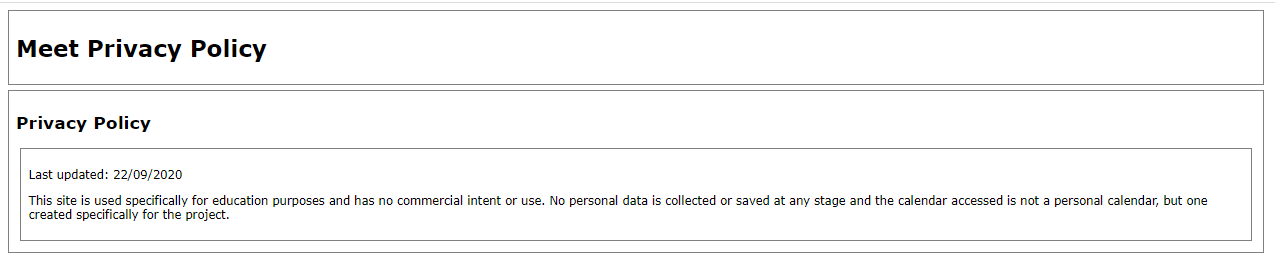 Meet Privacy Policy
Privacy Policy
Last updated: 22/09/2020
This site is used specifically for education purposes and has no commercial intent or use. No personal data is collected or saved at any stage and the calendar accessed is not a personal calendar, but one
created specifically for the project.